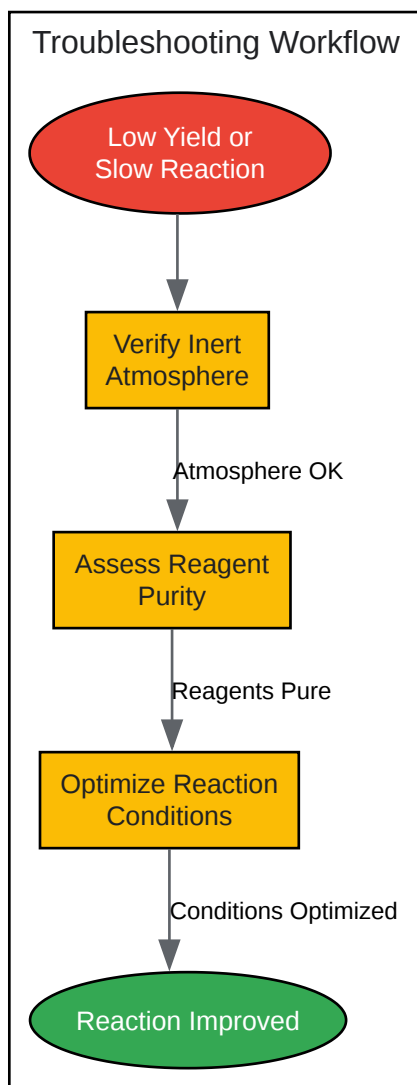 Troubleshooting Workflow
Low Yield or
Slow Reaction
Verify Inert
Atmosphere
Atmosphere OK
Assess Reagent
Purity
Reagents Pure
Optimize Reaction
Conditions
Conditions Optimized
Reaction Improved